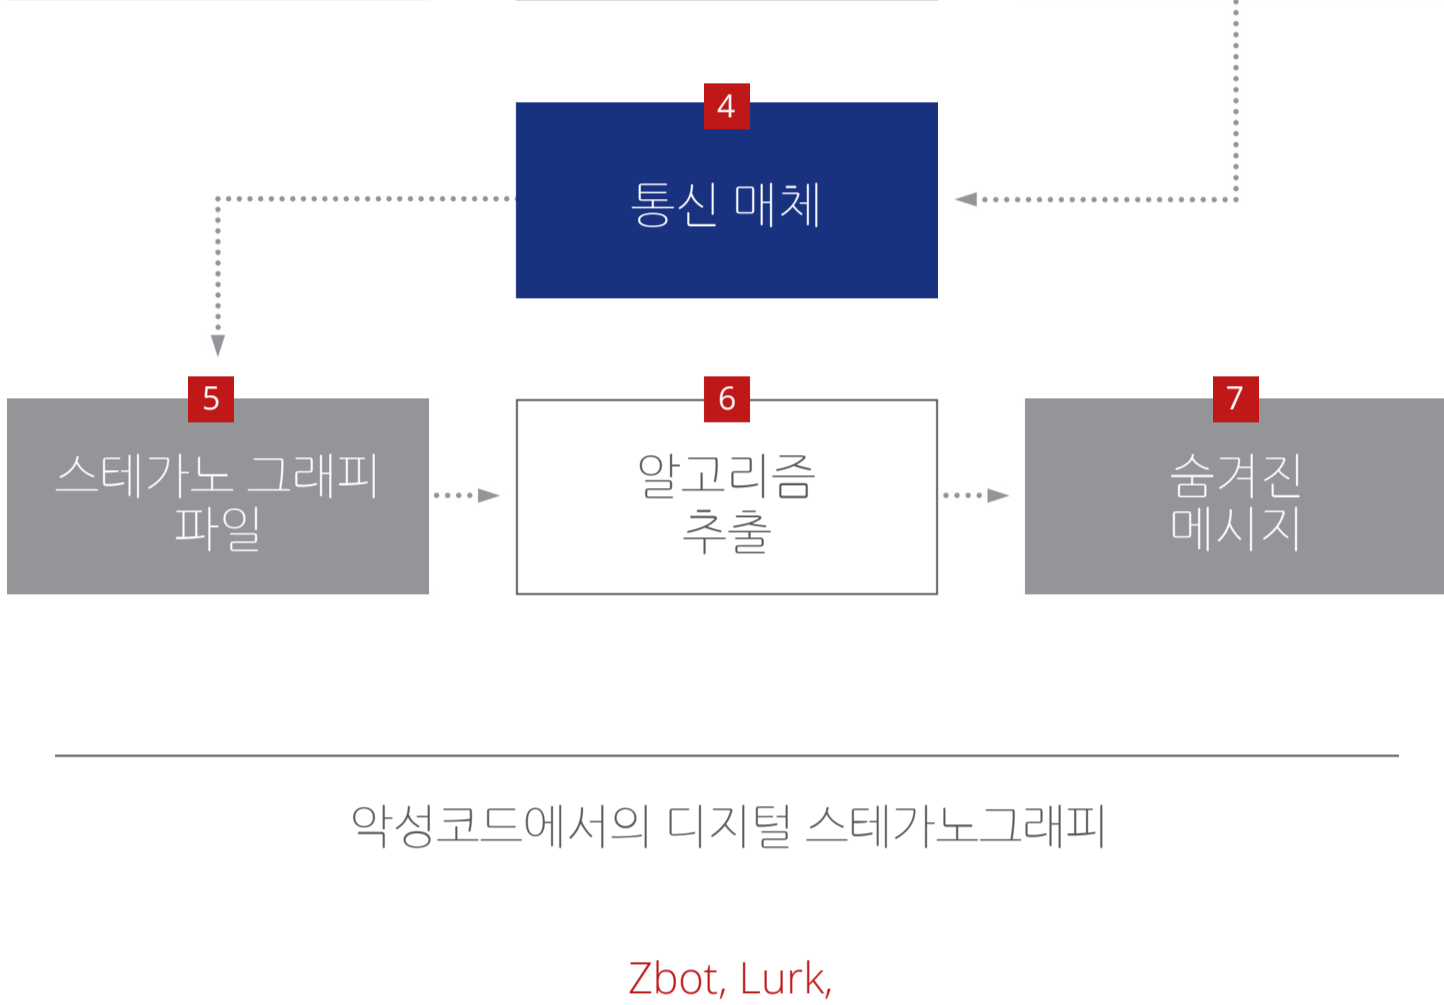 4
통신 매체
5
스테가노 그래피
파일
6
알고리즘
추출
7
숨겨진
메시지
악성코드에서의 디지털 스테가노그래피
Zbot, Lurk,